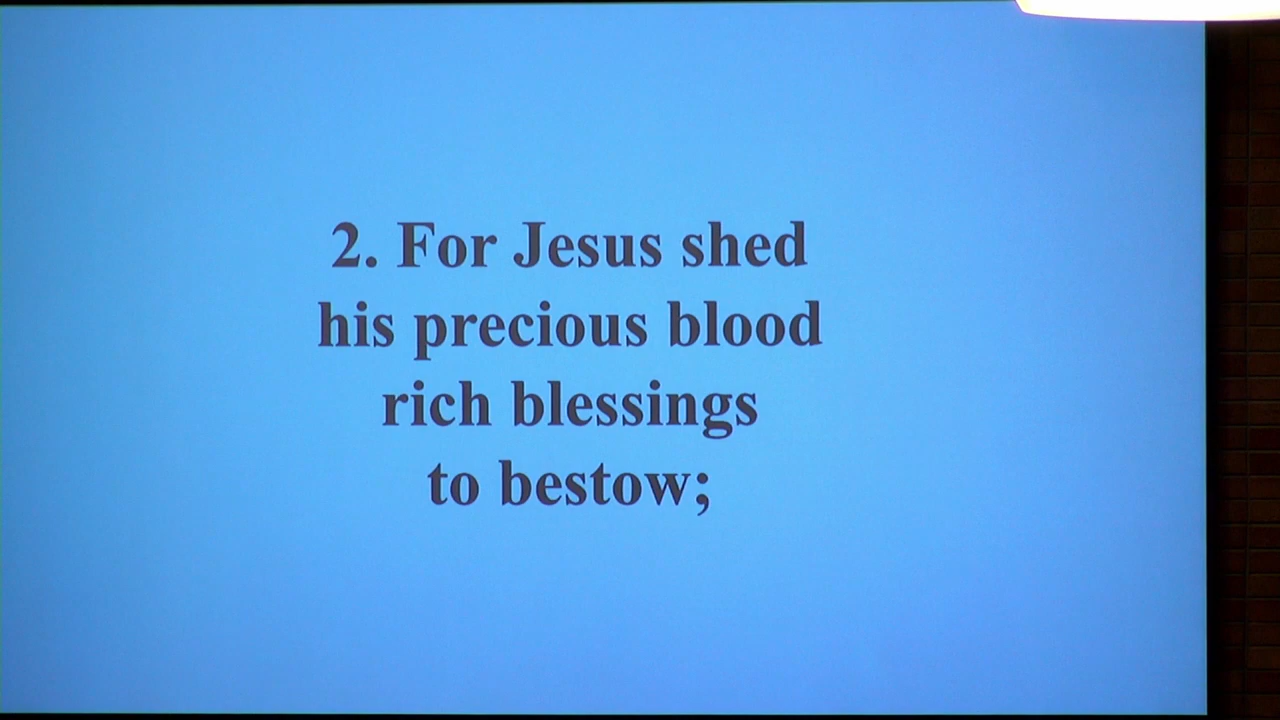 2. For Jesus shed
his precious blood
rich blessings
to bestow;